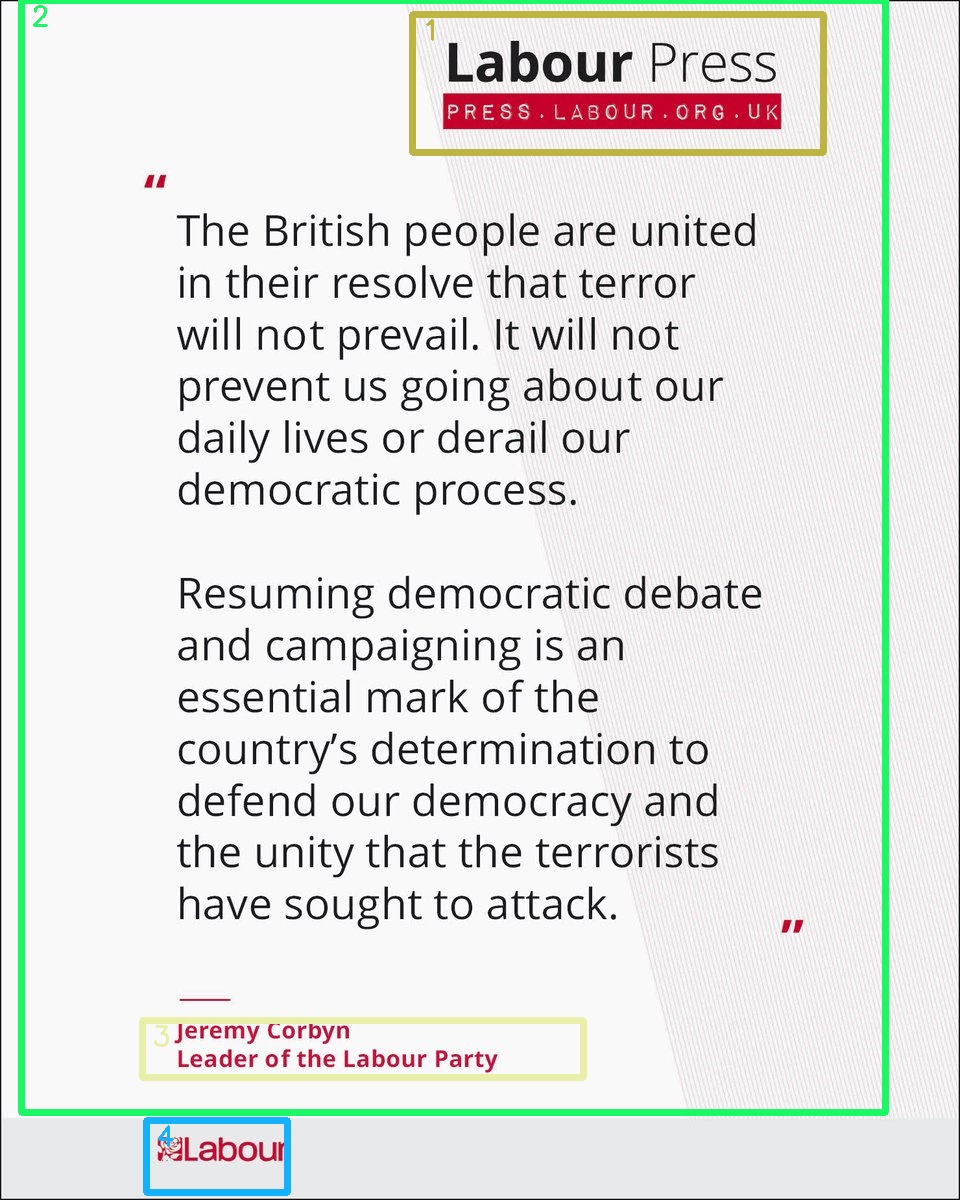 Labour Press
PRESS.LABOUR.ORG.UK
“
The British people are united
in their resolve that terror
will not prevail. It will not
prevent us going about our
daily lives or derail our
democratic process.
Resuming democratic debate
and campaigning is an
essential mark of the
country’s determination to
defend our democracy and
the unity that the terrorists
have sought to attack.
”
Jeremy Corbyn
Leader of the Labour Party
Labour